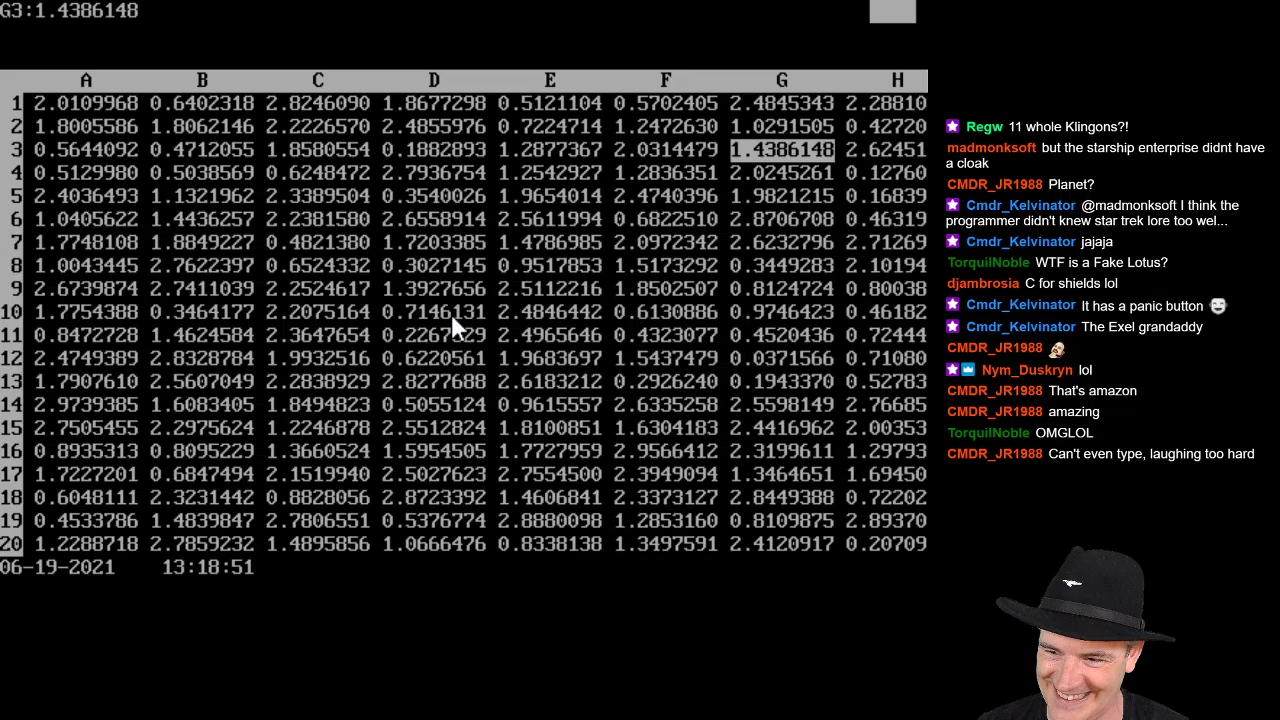 G3:1.4386148
A B C D E F G H
1 2.0109968 0.6402318 2.8246090 1.8677298 0.5121104 0.5702405 2.4845343 2.28810
2 1.8005586 1.8062146 2.2226570 2.4855976 0.7224714 1.2472630 1.0291505 0.42720
3 0.5644092 0.4712055 1.8580554 0.1882893 1.2877367 2.0314479 1.4386148 2.62451
4 0.5129980 0.5038569 0.6248472 2.7936754 1.2542927 1.2836351 2.0245261 0.12760
5 2.4036493 1.1321962 2.3389504 0.3540026 1.9654014 2.4740396 1.9821215 0.16839
6 1.0405622 1.4436257 2.2381581 2.6558914 2.5611994 0.6822510 2.8706708 0.46319
7 1.7748108 1.8849227 0.4821380 1.7203385 1.4786985 2.0972342 2.6232796 2.71269
8 1.0043445 2.7622397 0.6524332 0.3027145 0.9517853 1.5173292 0.3449283 2.10194
9 2.6739874 2.7411039 2.2524617 1.3927656 2.5112216 1.8502507 0.8124724 0.80038
10 1.7754388 0.3464177 2.2075164 0.7146131 2.4846442 0.6130886 0.9746423 0.46182
11 0.8472728 1.4624584 2.3647654 2.4965646 0.4323077 0.4520436 0.72444
12 2.4749389 2.8328784 1.9932516 0.6220561 1.9683697 0.5437479 0.0371566 0.71080
13 1.7907610 2.5607049 2.2838929 2.8277688 2.6183212 0.2926240 0.1943370 0.52783
14 2.9739385 1.6083405 1.8494823 0.5055124 0.9615557 2.6335258 2.5598149 2.76685
15 2.7505455 2.2975624 1.2246878 2.5512824 1.8100851 1.6304183 2.4416962 2.00353
16 0.8935313 0.8095229 1.3660524 1.5954505 1.7727959 2.9566412 2.3199611 1.29793
17 1.7227201 0.6847494 2.1519940 2.5027623 2.7554500 2.3949094 1.3464651 1.69450
18 0.6048111 2.3231442 0.8828056 2.8723392 1.4606841 2.3373127 2.8449388 0.72202
19 0.4533786 1.4839847 2.7806551 0.5376774 2.8880098 1.2853160 0.8109875 2.89370
20 1.2288718 2.7859232 1.4895856 1.0666476 0.8338138 1.3497591 2.4120917 0.20709
06-19-2021 13:18:51
Regw 11 whole Klingons?!
madmonksoft but the starship enterprise didnt have
a cloak
CMDR_JR1988 Planet?
Cmdr_Kelvinator @madmonksoft I think the
programmer didn't knew star trek lore too wel...
Cmdr_Kelvinator jajaja
TorquilNoble WTF is a Fake Lotus?
djambrosia C for shields lol
Cmdr_Kelvinator It has a panic button
Cmdr_Kelvinator The Exel grandaddy
CMDR_JR1988
Nym_Duskryn lol
CMDR_JR1988 That's amazon
CMDR_JR1988 amazing
TorquilNoble OMGLOL
CMDR_JR1988 Can't even type, laughing too hard